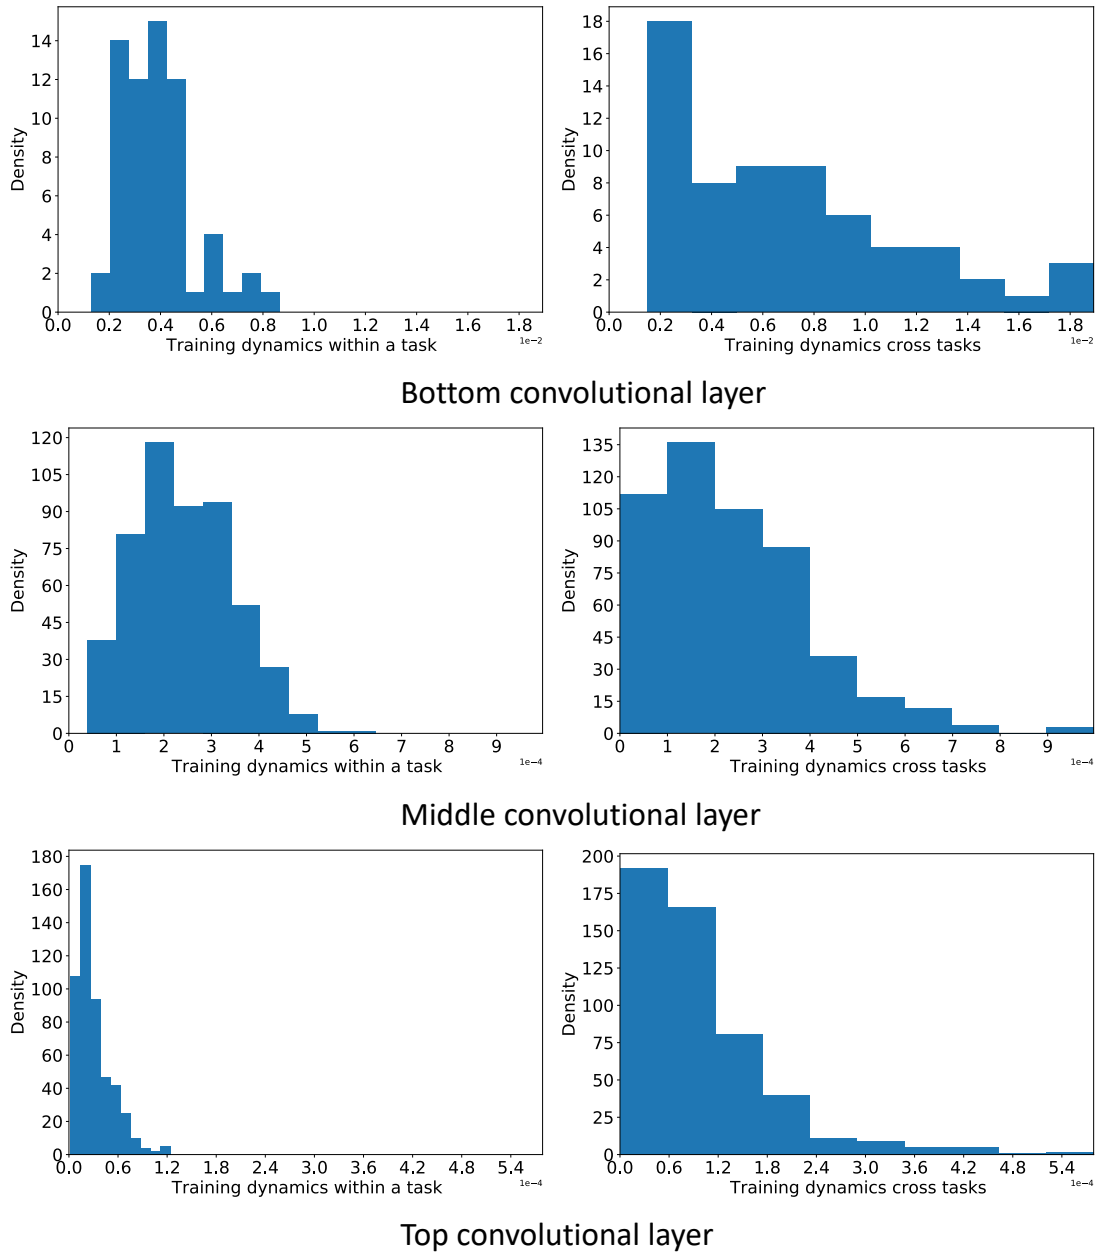 14
12
10
8
6
4
2
0
Density
0.0 0.2 0.4 0.6 0.8 1.0 1.2 1.4 1.6 1.8
Training dynamics within a task
1e−2
18
16
14
12
10
8
6
4
2
0
Density
0.0 0.2 0.4 0.6 0.8 1.0 1.2 1.4 1.6 1.8
Training dynamics cross tasks
1e−2
Bottom convolutional layer
120
105
90
75
60
45
30
15
0
Density
0 1 2 3 4 5 6 7 8 9
Training dynamics within a task
1e−4
135
120
105
90
75
60
45
30
15
0
Density
0 1 2 3 4 5 6 7 8 9
Training dynamics cross tasks
1e−4
Middle convolutional layer
180
160
140
120
100
80
60
40
20
0
Density
0.0 0.6 1.2 1.8 2.4 3.0 3.6 4.2 4.8 5.4
Training dynamics within a task
1e−4
200
175
150
125
100
75
50
25
0
Density
0.0 0.6 1.2 1.8 2.4 3.0 3.6 4.2 4.8 5.4
Training dynamics cross tasks
1e−4
Top convolutional layer